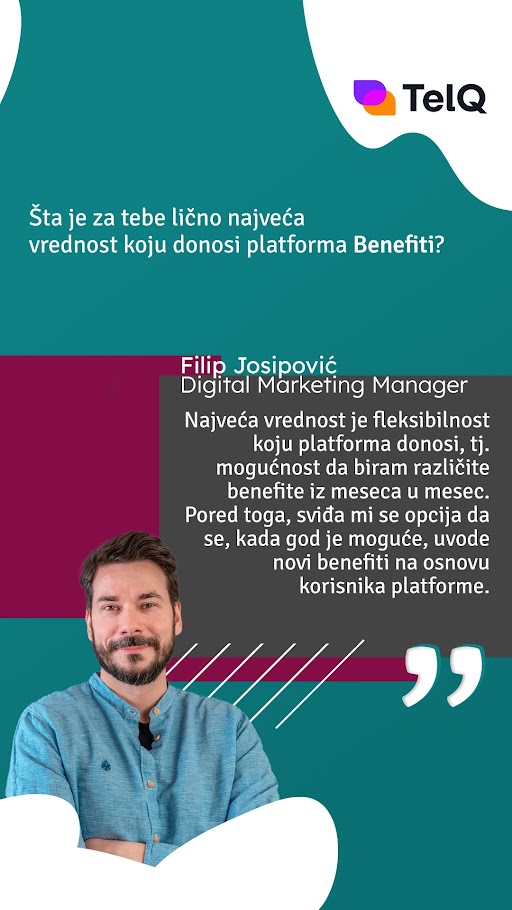 TelQ
Šta je za tebe lično najveća
vrednost koju donosi platforma Benefiti?
Filip Josipović
Digital Marketing Manager
Najveća vrednost je fleksibilnost
koju platforma donosi, tj.
mogućnost da biram različite
benefite iz meseca u mesec.
Pored toga, sviđa mi se opcija da
se, kada god je moguće, uvode
novi benefiti na osnovu
korisnika platforme.
”